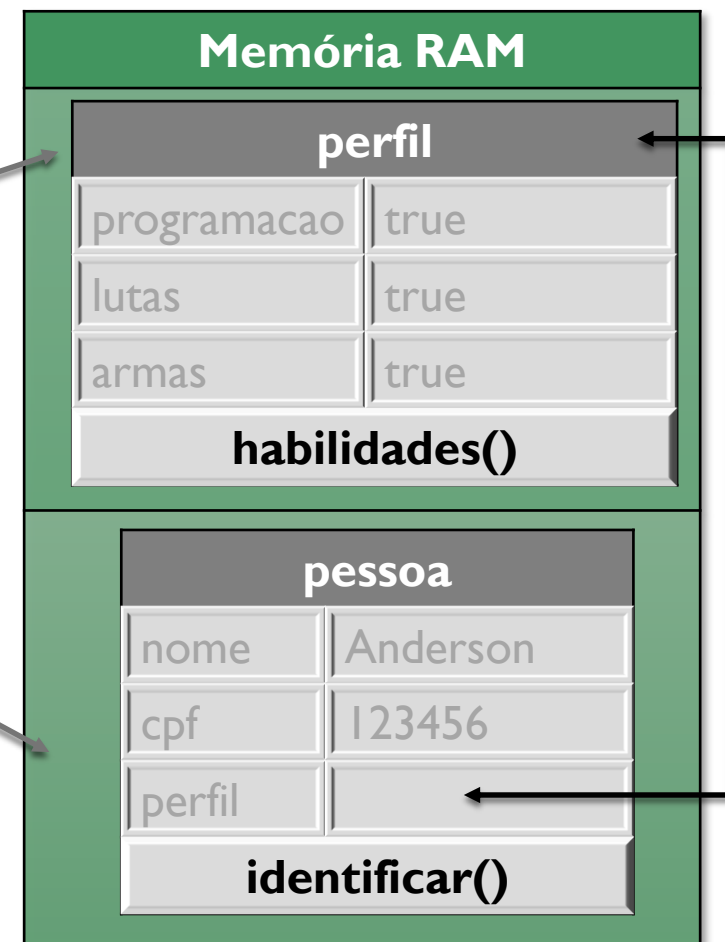 Memória RAM
perfil
programacao true
lutas true
armas true
habilidades()
pessoa
nome Anderson
cpf 123456
perfil
identificar()